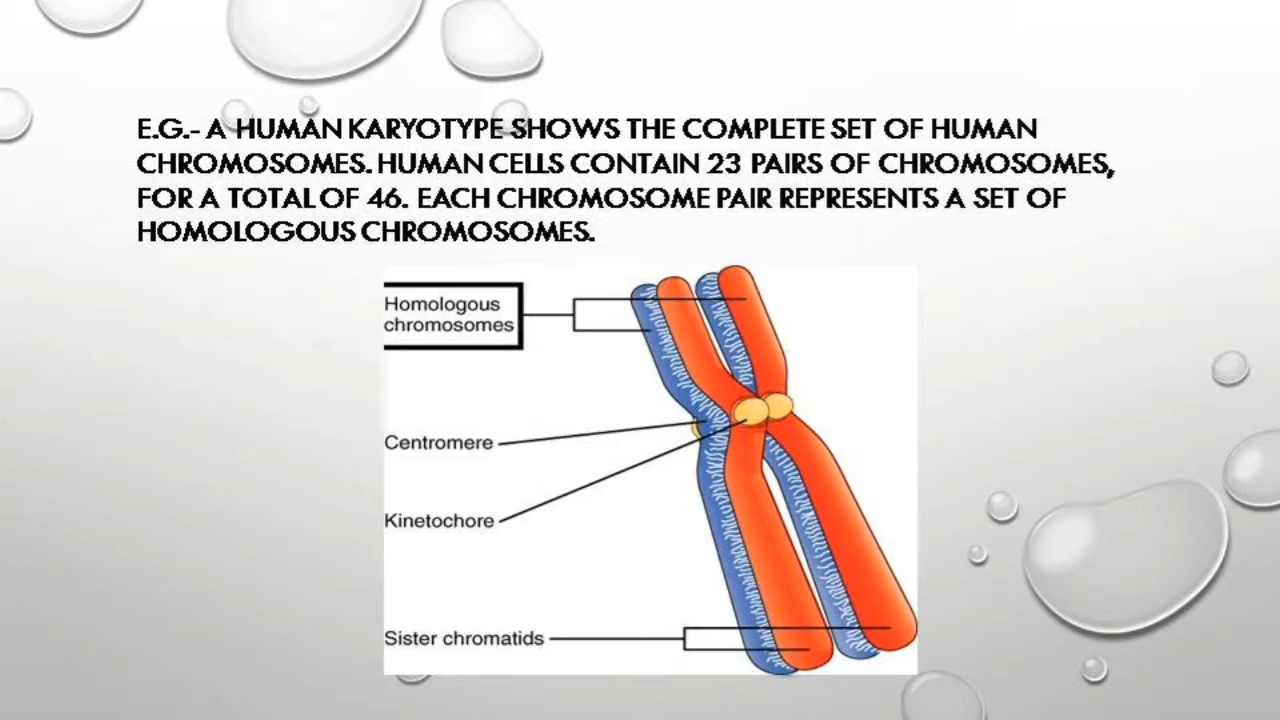 E.G.- A HUMAN KARYOTYPE SHOWS THE COMPLETE SET OF HUMAN
CHROMOSOMES. HUMAN CELLS CONTAIN 23 PAIRS OF CHROMOSOMES,
FOR A TOTAL OF 46. EACH CHROMOSOME PAIR REPRESENTS A SET OF
HOMOLOGOUS CHROMOSOMES.
Homologous
chromosomes
Centromere
Kinetochore
Sister chromatids